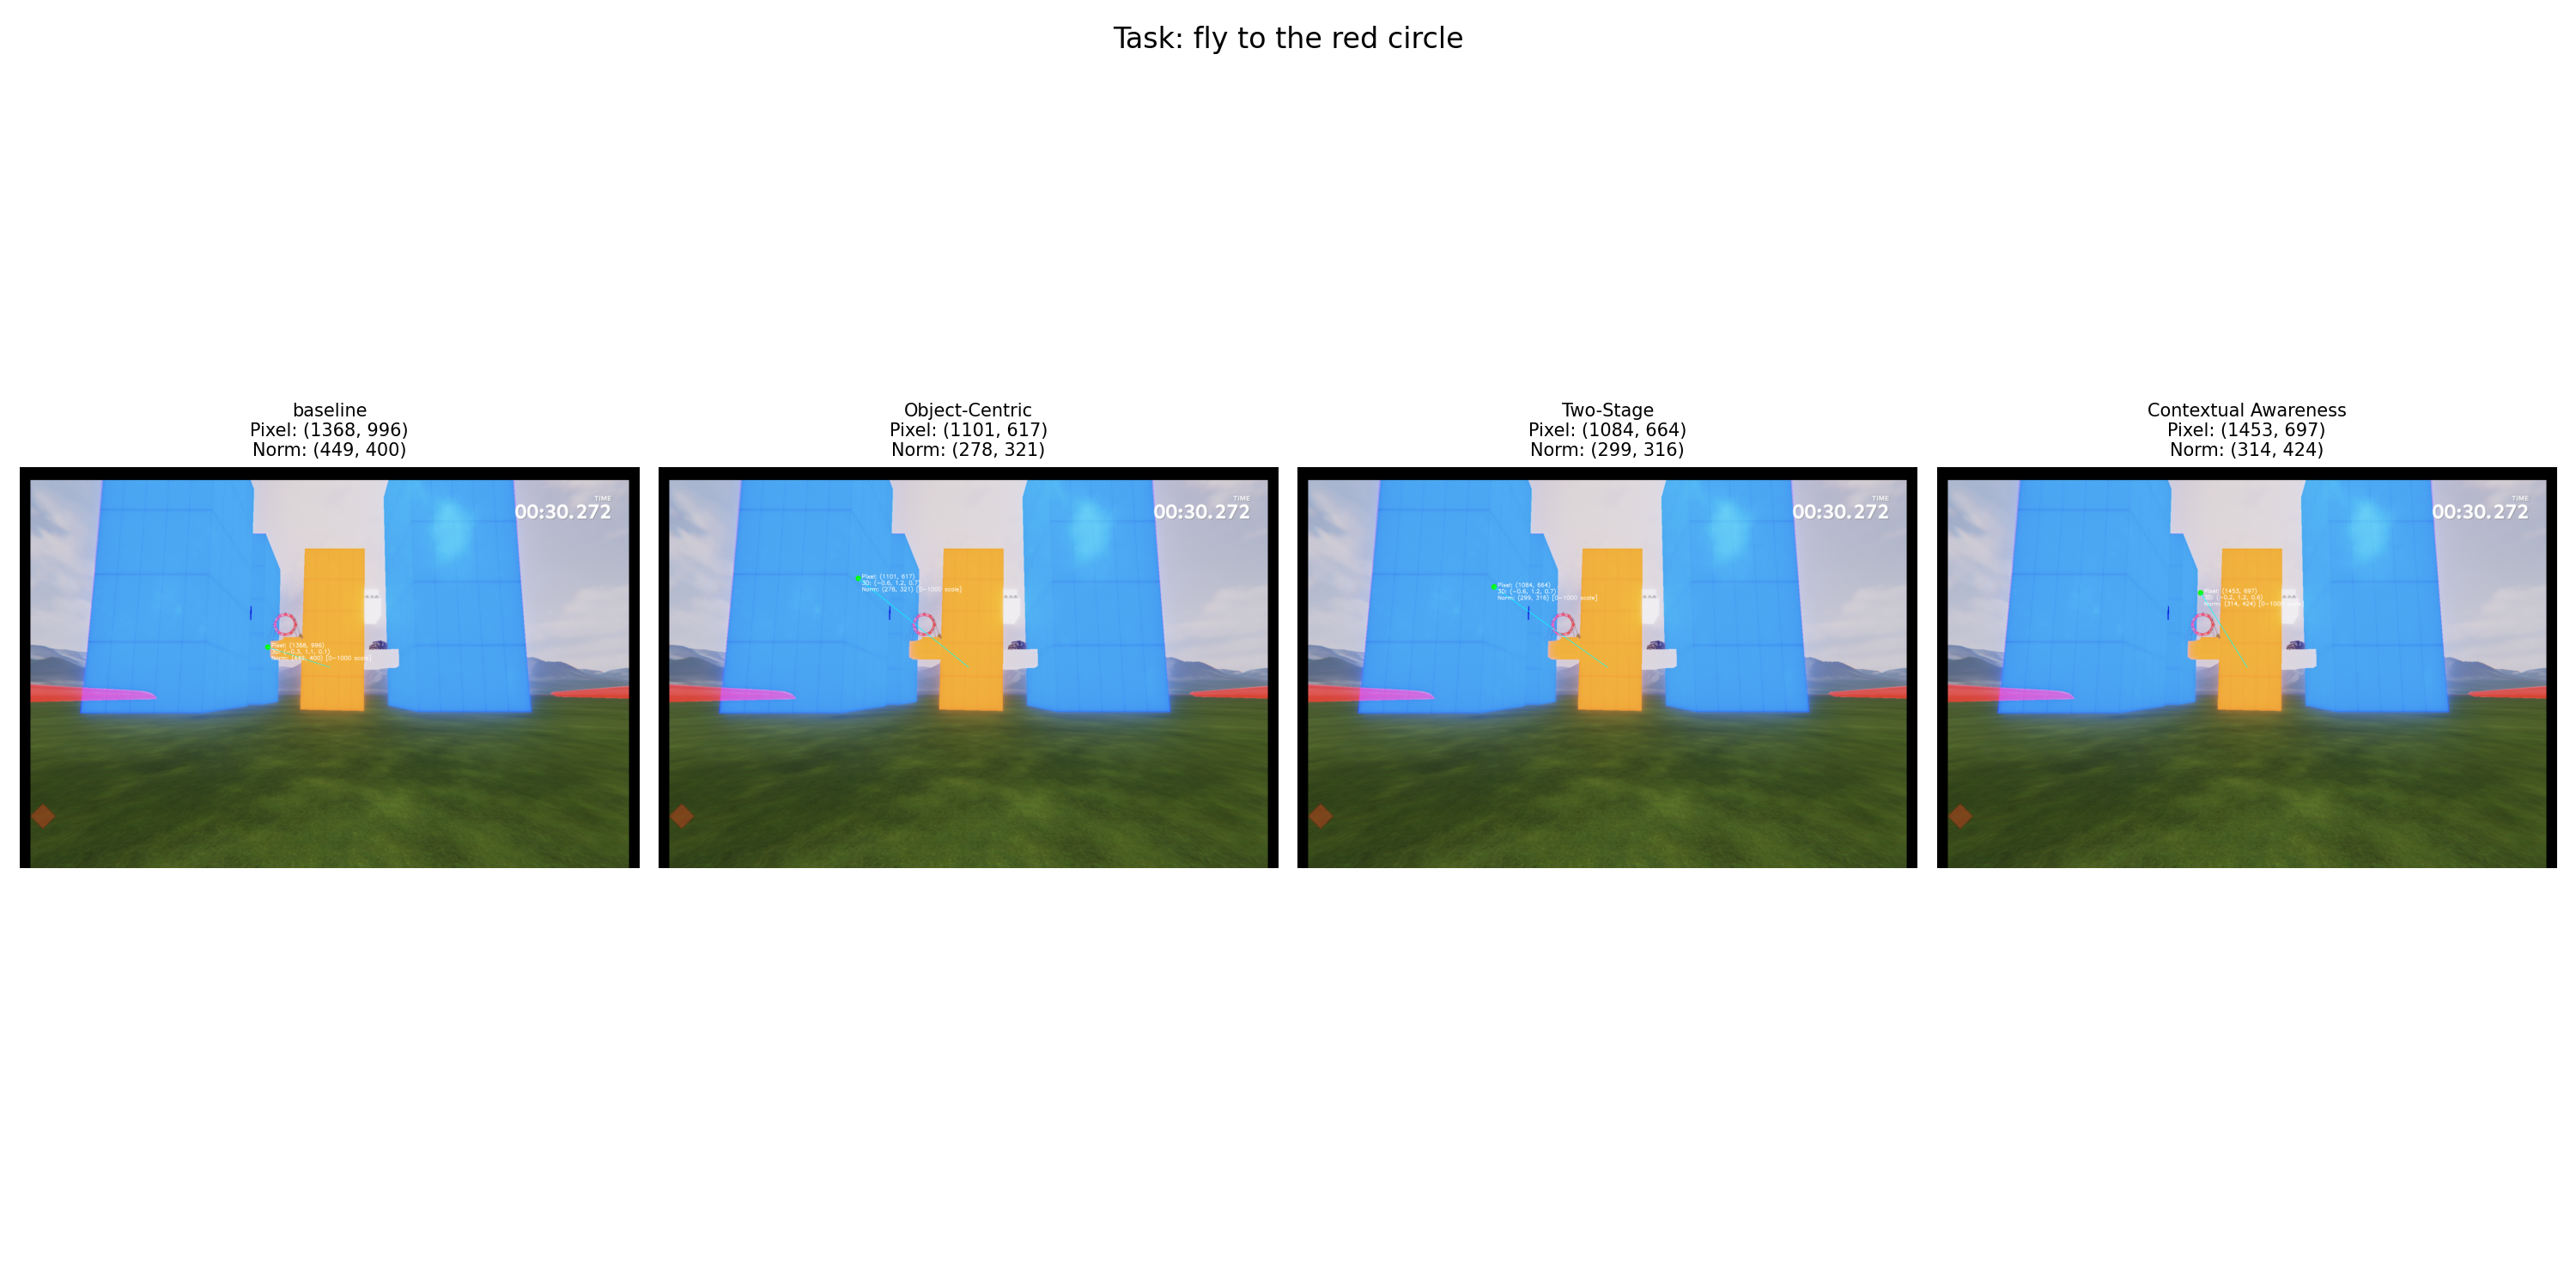 Task: fly to the red circle
baseline
Pixel: (1368, 996)
Norm: (449, 400)
TIME
00:30.272
Pixel: (1368, 996)
3D: (-0.3, 1.1, 0.1)
Norm: (449, 400) [0-1000 scale]
Object-Centric
Pixel: (1101, 617)
Norm: (278, 321)
TIME
00:30.272
Pixel: (1101, 617)
3D: (-0.6, 1.2, 0.7)
Norm: (278, 321) [0-1000 scale]
Two-Stage
Pixel: (1084, 664)
Norm: (299, 316)
TIME
00:30.272
Pixel: (1084, 664)
3D: (-0.6, 1.2, 0.7)
Norm: (299, 316) [0-1000 scale]
Contextual Awareness
Pixel: (1453, 697)
Norm: (314, 424)
TIME
00:30.272
Pixel: (1453, 697)
3D: (-0.2, 1.2, 0.6)
Norm: (314, 424) [0-1000 scale]